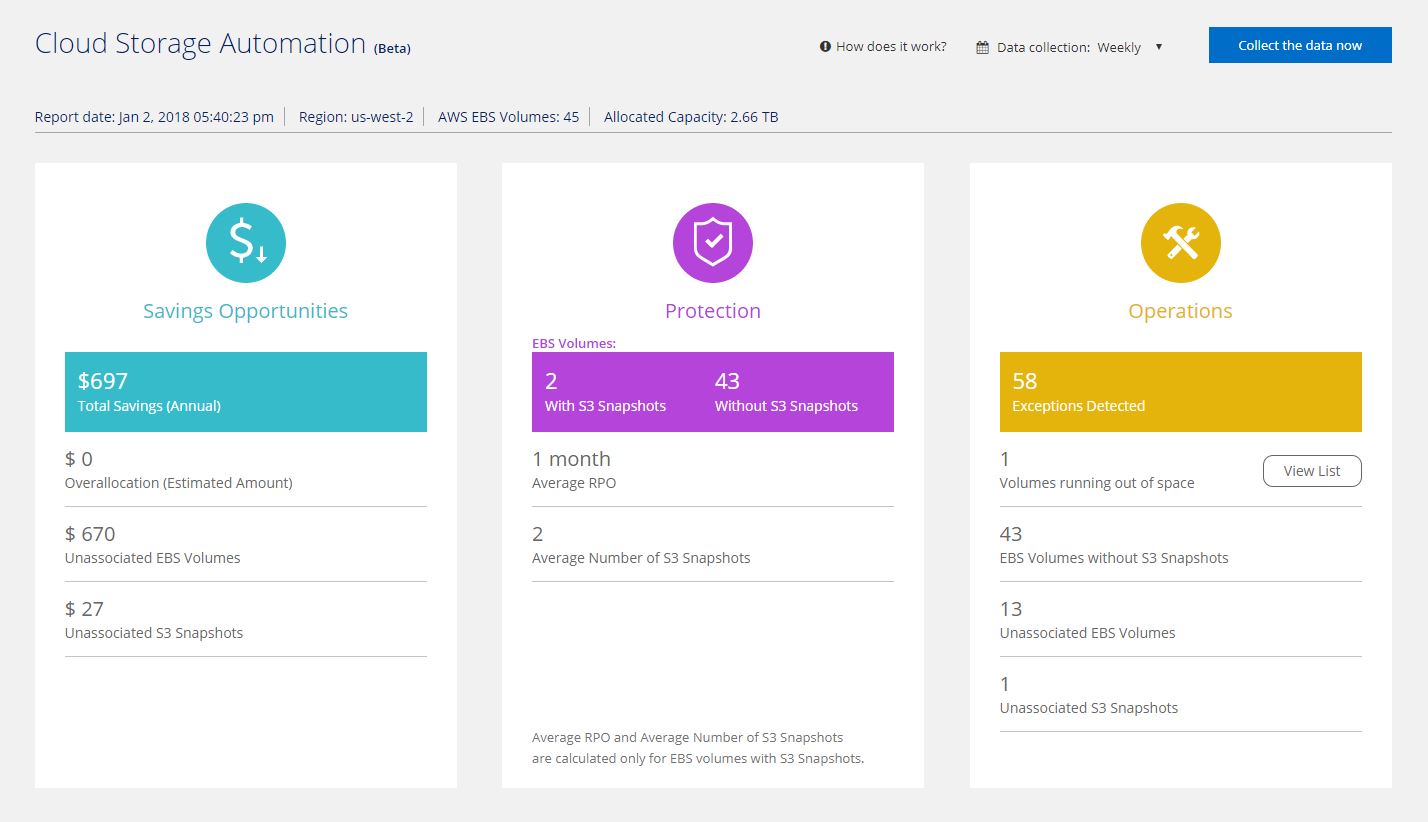 Cloud Storage Automation (Beta)
How does it work?
Data collection: Weekly
Collect the data now
Report date: Jan 2, 2018 05:40:23 pm
Region: us-west-2
AWS EBS Volumes: 45
Allocated Capacity: 2.66 TB
Savings Opportunities
$697
Total Savings (Annual)
$ 0
Overallocation (Estimated Amount)
$ 670
Unassociated EBS Volumes
$ 27
Unassociated S3 Snapshots
Protection
EBS Volumes:
2
With S3 Snapshots
43
Without S3 Snapshots
1 month
Average RPO
2
Average Number of S3 Snapshots
Average RPO and Average Number of S3 Snapshots
are calculated only for EBS volumes with S3 Snapshots.
Operations
58
Exceptions Detected
1
Volumes running out of space
View List
43
EBS Volumes without S3 Snapshots
13
Unassociated EBS Volumes
1
Unassociated S3 Snapshots